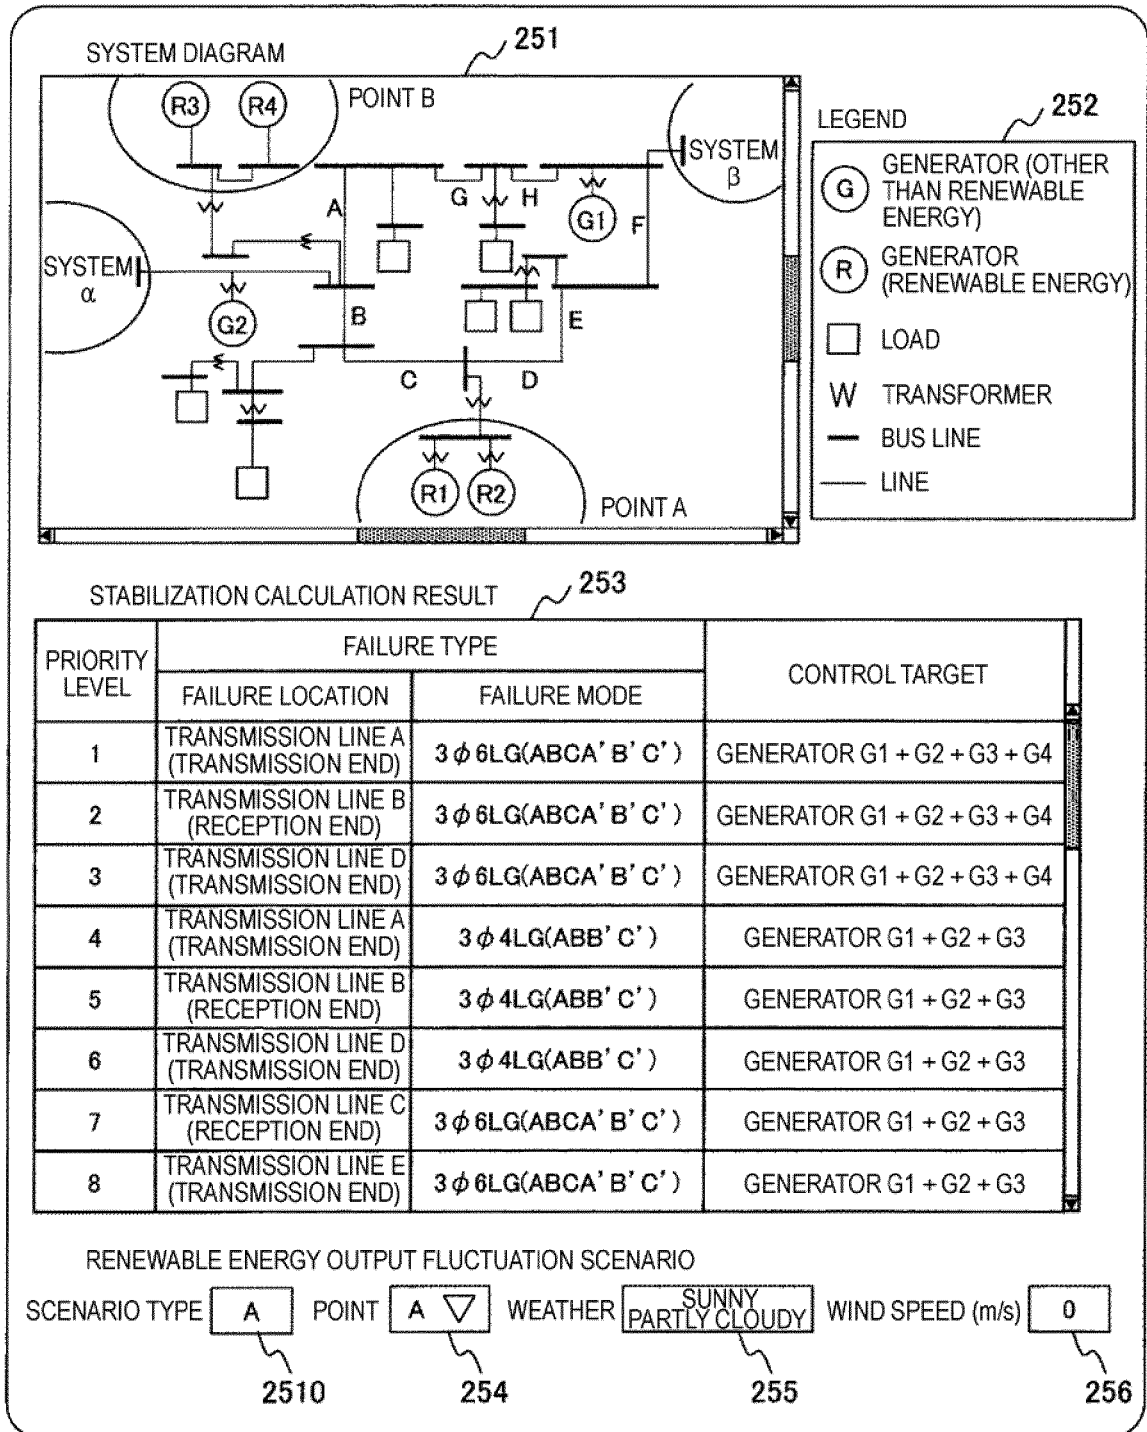 251
SYSTEM DIAGRAM
R3
R4
POINT B
SYSTEM
β
G
H
A
G1
F
SYSTEM
α
G2
B
E
C
D
R1
R2
POINT A
LEGEND
252
G
GENERATOR (OTHER
THAN RENEWABLE
ENERGY)
R
GENERATOR
(RENEWABLE ENERGY)
LOAD
W TRANSFORMER
BUS LINE
LINE
STABILIZATION CALCULATION RESULT
253
PRIORITY
LEVEL
FAILURE TYPE
FAILURE LOCATION
FAILURE MODE
CONTROL TARGET
1
TRANSMISSION LINE A
(TRANSMISSION END)
3φ6LG(ABCA'B'C')
GENERATOR G1 + G2 + G3 + G4
2
TRANSMISSION LINE B
(RECEPTION END)
3φ6LG(ABCA'B'C')
GENERATOR G1 + G2 + G3 + G4
3
TRANSMISSION LINE D
(TRANSMISSION END)
3φ6LG(ABCA'B'C')
GENERATOR G1 + G2 + G3 + G4
4
TRANSMISSION LINE A
(TRANSMISSION END)
3φ4LG(ABB'C')
GENERATOR G1 + G2 + G3
5
TRANSMISSION LINE B
(RECEPTION END)
3φ4LG(ABB'C')
GENERATOR G1 + G2 + G3
6
TRANSMISSION LINE D
(TRANSMISSION END)
3φ4LG(ABB'C')
GENERATOR G1 + G2 + G3
7
TRANSMISSION LINE C
(RECEPTION END)
3φ6LG(ABCA'B'C')
GENERATOR G1 + G2 + G3
8
TRANSMISSION LINE E
(TRANSMISSION END)
3φ6LG(ABCA'B'C')
GENERATOR G1 + G2 + G3
RENEWABLE ENERGY OUTPUT FLUCTUATION SCENARIO
SCENARIO TYPE A POINT A ▽ WEATHER SUNNY
PARTLY CLOUDY WIND SPEED (m/s) 0
2510 254 255 256